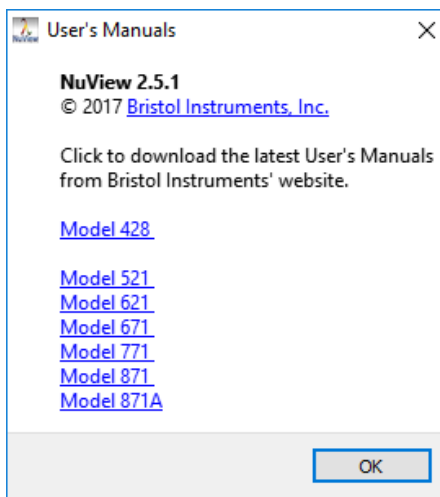 User's Manuals
NuView 2.5.1
© 2017 Bristol Instruments, Inc.
Click to download the latest User's Manuals
from Bristol Instruments' website.
Model 428
Model 521
Model 621
Model 671
Model 771
Model 871
Model 871A
OK